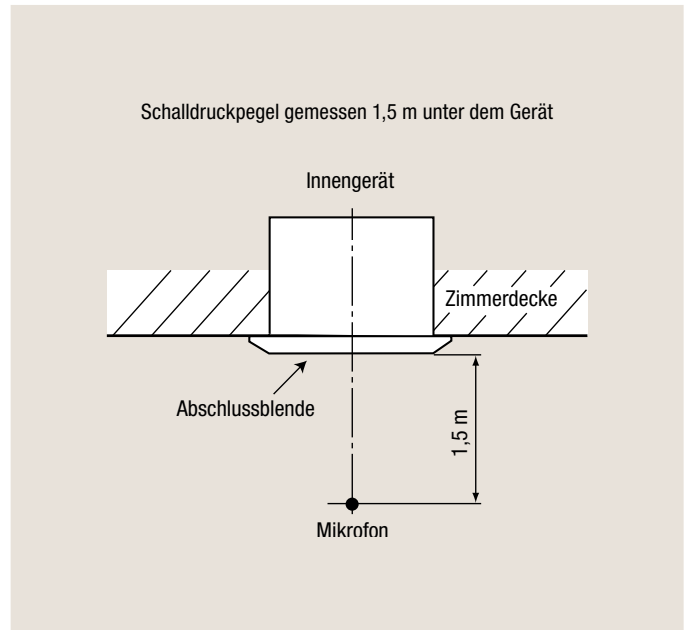 Schalldruckpegel gemessen 1,5 m unter dem Gerät
Innengerät
Zimmerdecke
Abschlussblende
1,5 m
Mikrofon